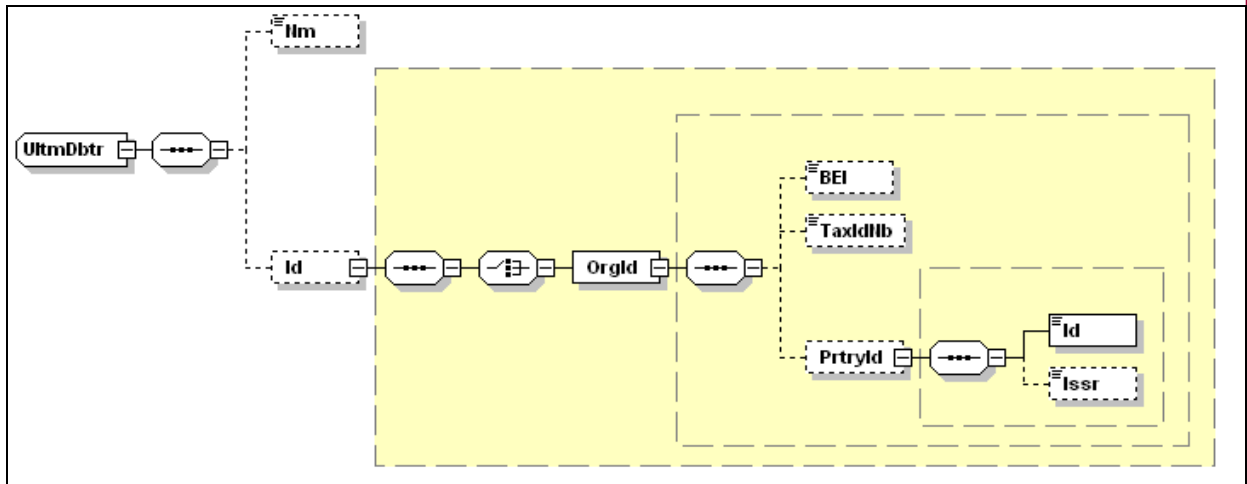 Nm
UltmDbtr
BEI
TaxIdNb
Id
OrgId
PrtryId
Id
Issr